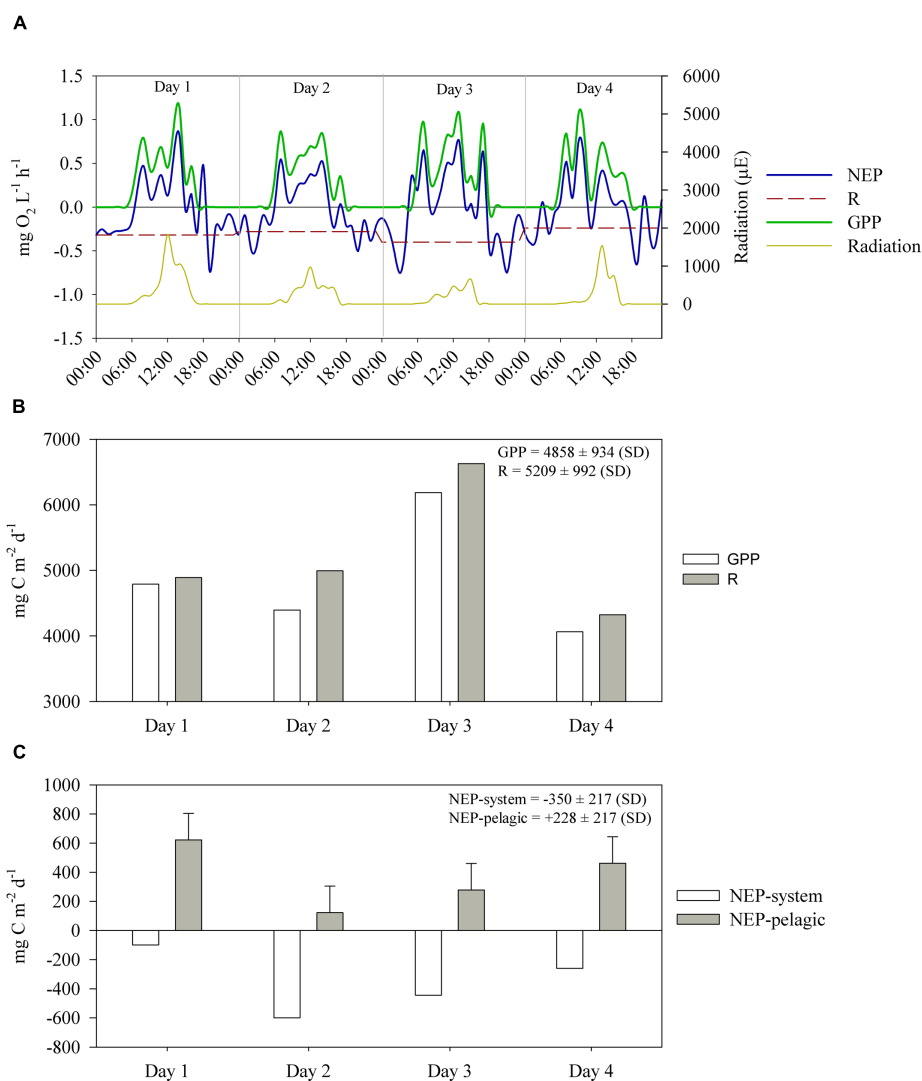 A
Day 1 Day 2 Day 3 Day 4
1.5
1.0
0.5
0.0
-0.5
-1.0
-1.5
mg O2 L-1 h-1
6000
5000
4000
3000
2000
1000
0
Radiation (µE)
NEP
R
GPP
Radiation
00:00 06:00 12:00 18:00 00:00 06:00 12:00 18:00 00:00 06:00 12:00 18:00 00:00 06:00 12:00 18:00
B
7000
6000
5000
4000
3000
mg C m-2 d-1
GPP = 4858 ± 934 (SD)
R = 5209 ± 992 (SD)
GPP
R
Day 1 Day 2 Day 3 Day 4
C
1000
800
600
400
200
0
-200
-400
-600
-800
mg C m-2 d-1
NEP-system = -350 ± 217 (SD)
NEP-pelagic = +228 ± 217 (SD)
NEP-system
NEP-pelagic
Day 1 Day 2 Day 3 Day 4